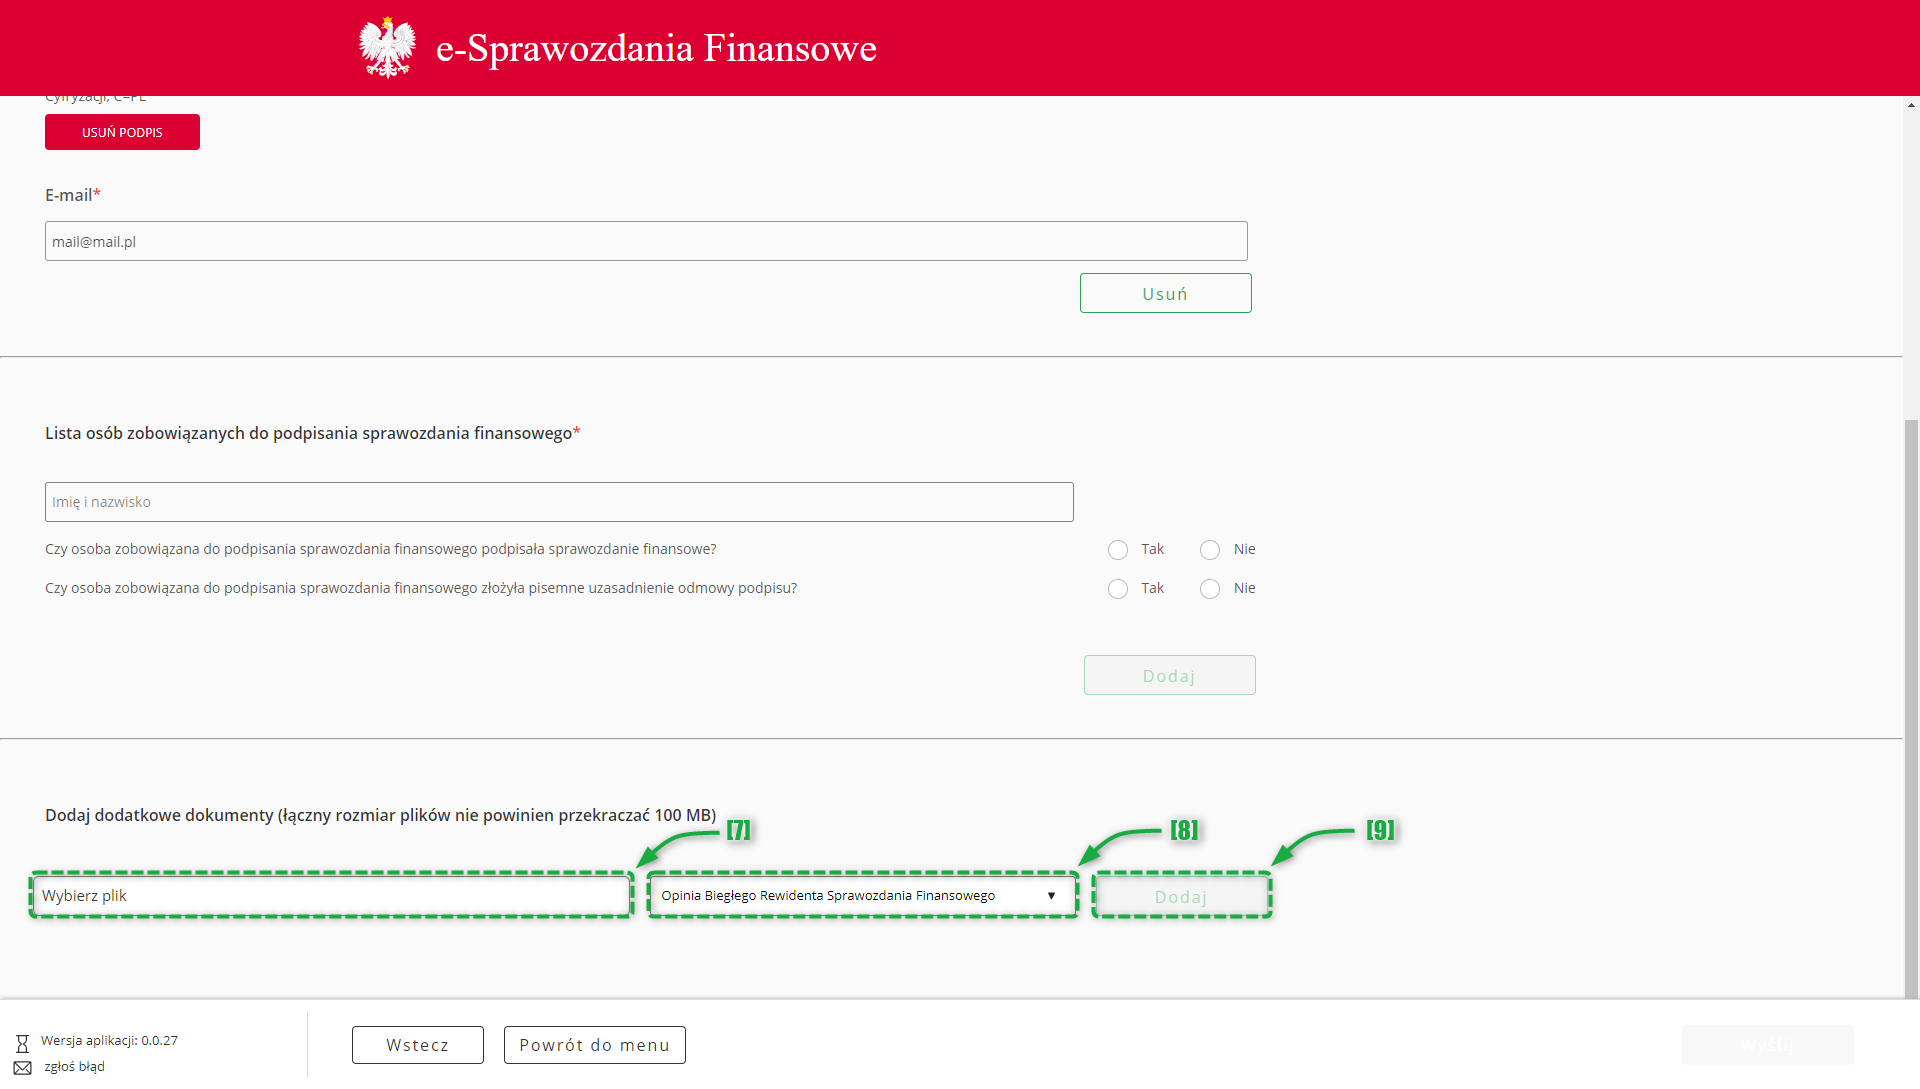 e-Sprawozdania Finansowe
Cyfryzacji, C=PL
USUŃ PODPIS
E-mail*
mail@mail.pl
Usuń
Lista osób zobowiązanych do podpisania sprawozdania finansowego*
Imię i nazwisko
Czy osoba zobowiązana do podpisania sprawozdania finansowego podpisała sprawozdanie finansowe? Tak Nie
Czy osoba zobowiązana do podpisania sprawozdania finansowego złożyła pisemne uzasadnienie odmowy podpisu? Tak Nie
Dodaj
Dodaj dodatkowe dokumenty (łączny rozmiar plików nie powinien przekraczać 100 MB)
[7] [8] [9]
Wybierz plik Opinia Biegłego Rewidenta Sprawozdania Finansowego Dodaj
Wersja aplikacji: 0.0.27
zgłoś błąd
Wstecz Powrót do menu Wyślij